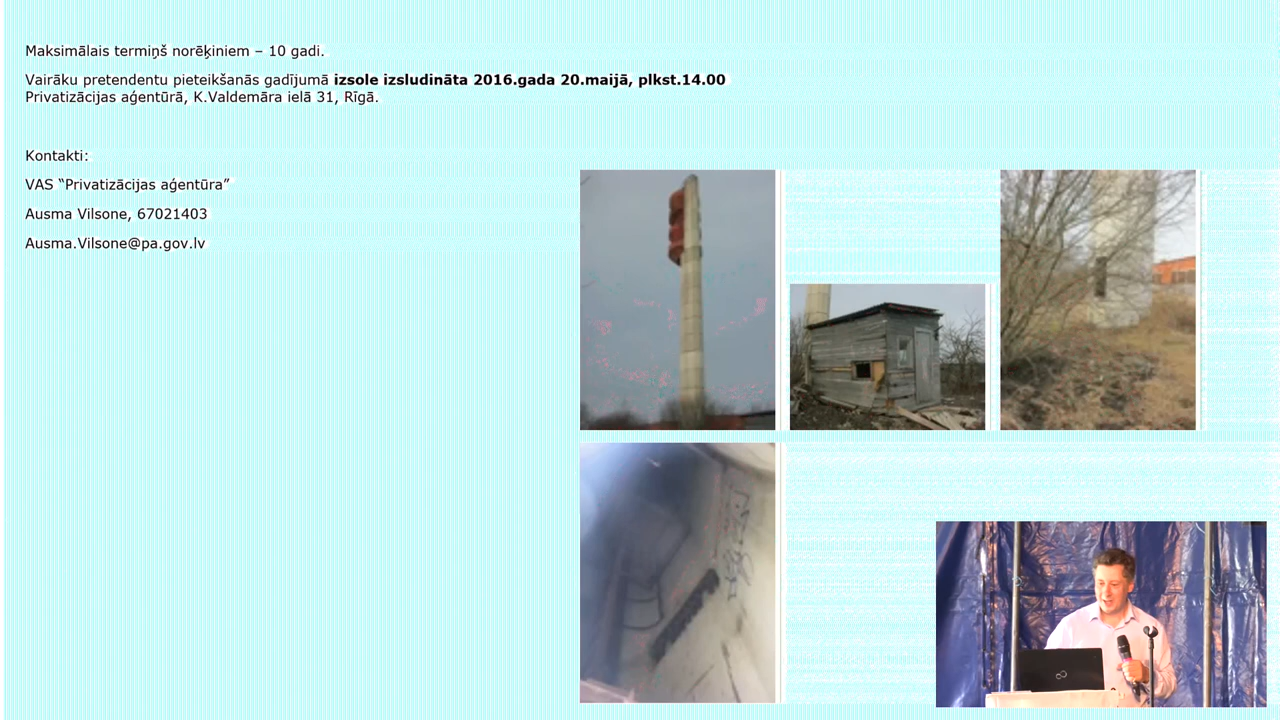 Maksimālais termiņš norēķiniem – 10 gadi.
Vairāku pretendentu pieteikšanās gadījumā izsole izsludināta 2016.gada 20.maijā, plkst.14.00
Privatizācijas aģentūrā, K.Valdemāra ielā 31, Rīgā.
Kontakti:
VAS “Privatizācijas aģentūra”
Ausma Vilsone, 67021403
Ausma.Vilsone@pa.gov.lv